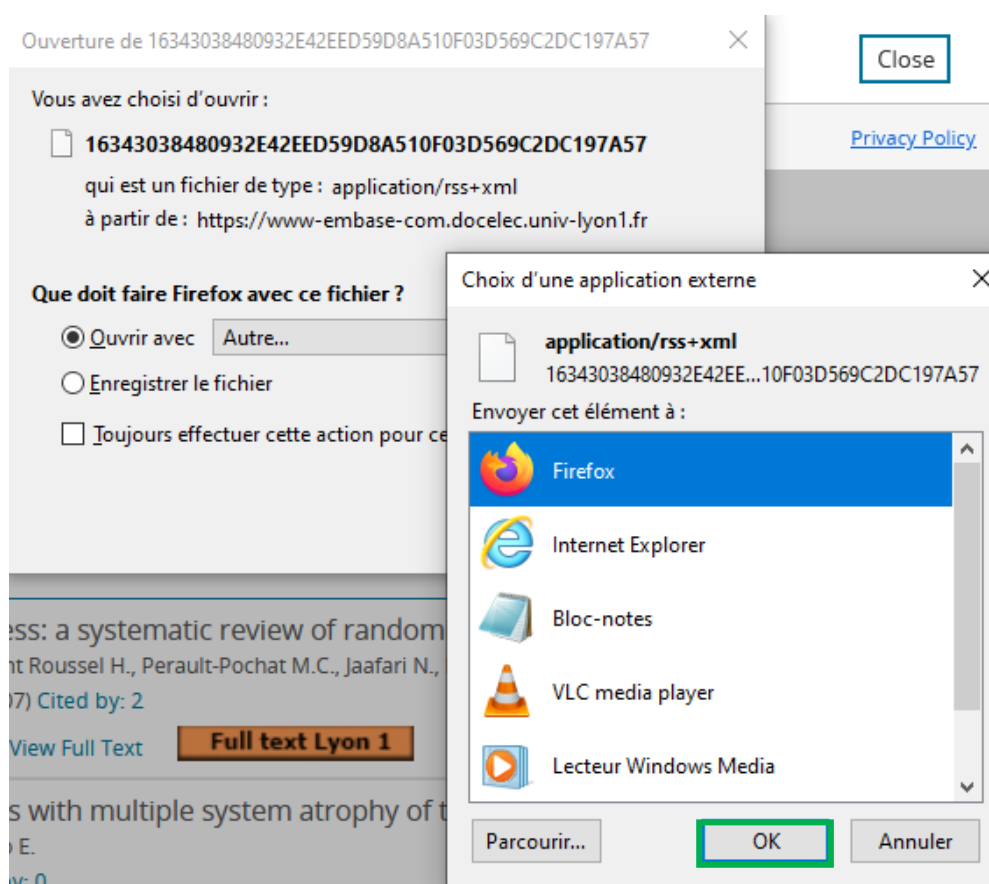 Ouverture de 16343038480932E42EED59D8A510F03D569C2DC197A57
Close
Vous avez choisi d'ouvrir :
16343038480932E42EED59D8A510F03D569C2DC197A57
Privacy Policy
qui est un fichier de type : application/rss+xml
à partir de : https://www-embase-com.docelec.univ-lyon1.fr
Que doit faire Firefox avec ce fichier ?
Ouvrir avec Autre...
Enregistrer le fichier
Toujours effectuer cette action pour ce
Choix d'une application externe
application/rss+xml
16343038480932E42EE...10F03D569C2DC197A57
Envoyer cet élément à :
Firefox
Internet Explorer
Bloc-notes
VLC media player
Lecteur Windows Media
Parcourir... OK Annuler
ess: a systematic review of random
nt Roussel H., Perault-Pochat M.C., Jaafari N.,
07) Cited by: 2
View Full Text Full text Lyon 1
s with multiple system atrophy of t
E.
by: 0